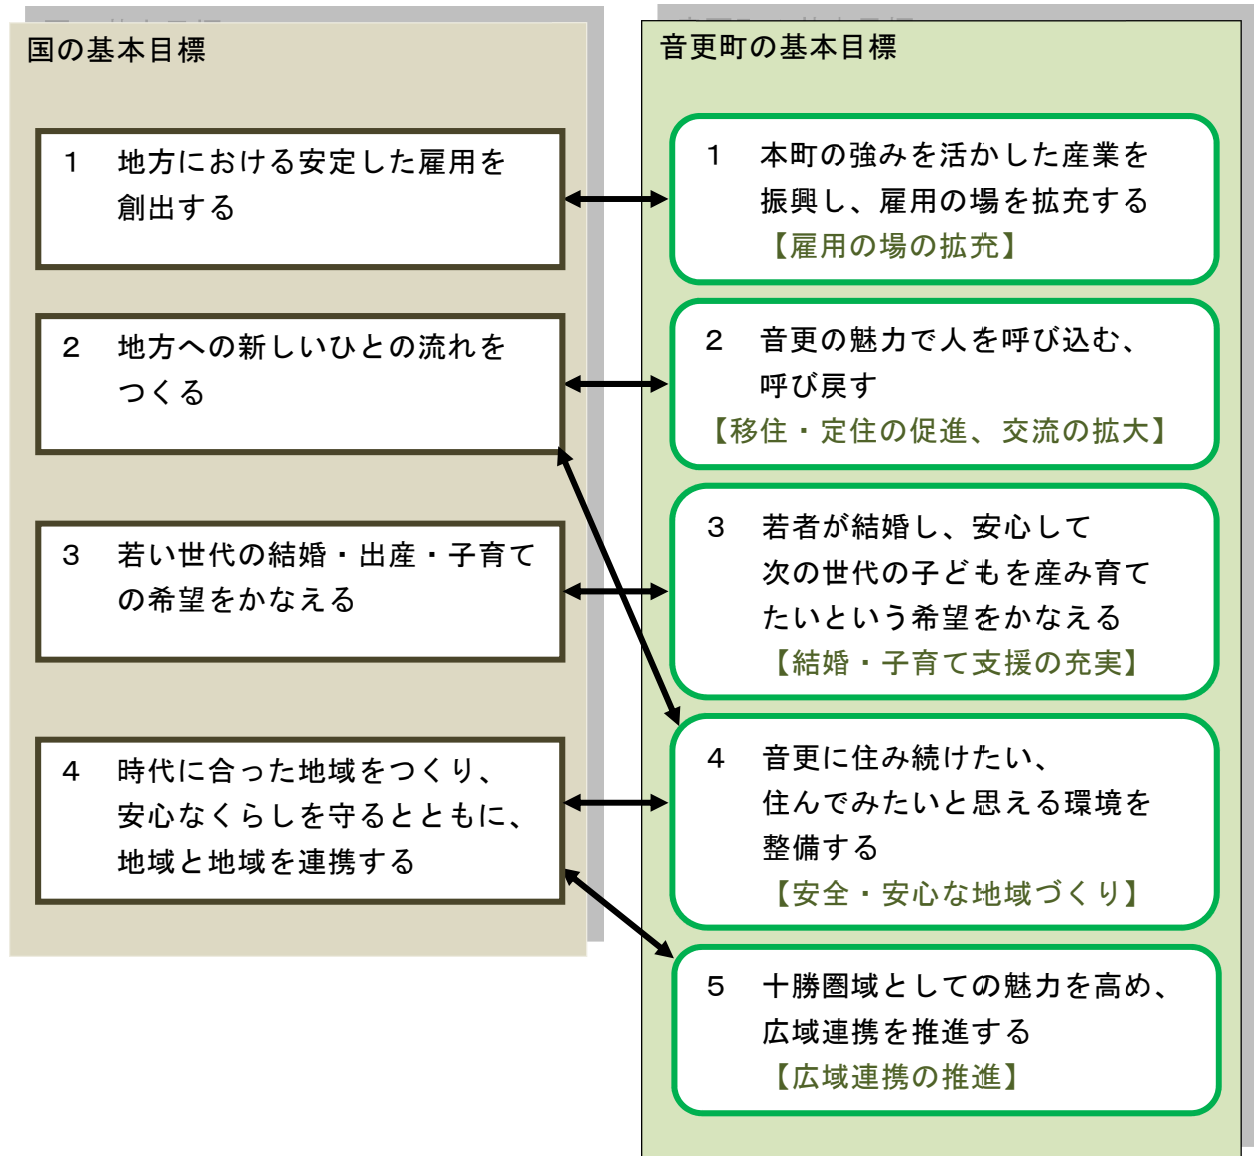 国の基本目標
1 地方における安定した雇用を
創出する
2 地方への新しいひとの流れを
つくる
3 若い世代の結婚・出産・子育て
の希望をかなえる
4 時代に合った地域をつくり、
安心なくらしを守るとともに、
地域と地域を連携する
音更町の基本目標
1 本町の強みを活かした産業を
振興し、雇用の場を拡充する
【雇用の場の拡充】
2 音更の魅力で人を呼び込む、
呼び戻す
【移住・定住の促進、交流の拡大】
3 若者が結婚し、安心して
次の世代の子どもを産み育て
たいという希望をかなえる
【結婚・子育て支援の充実】
4 音更に住み続けたい、
住んでみたいと思える環境を
整備する
【安全・安心な地域づくり】
5 十勝圏域としての魅力を高め、
広域連携を推進する
【広域連携の推進】